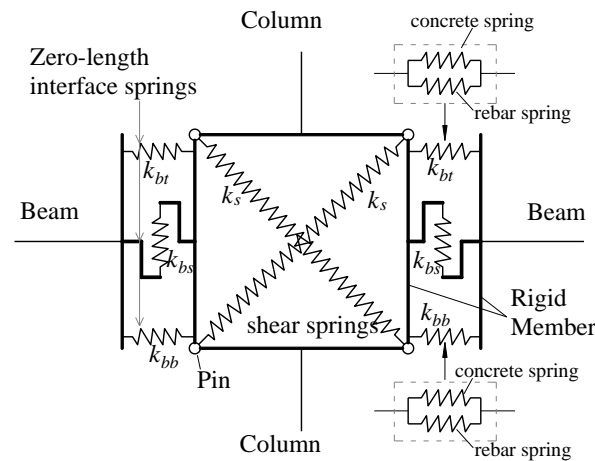 Column
concrete spring
rebar spring
Zero-length
interface springs
k_bt
k_s
k_s
k_bt
Beam
Beam
k_bs
k_bs
shear springs
k_bb
k_bb
Rigid
Member
Pin
concrete spring
Column
rebar spring